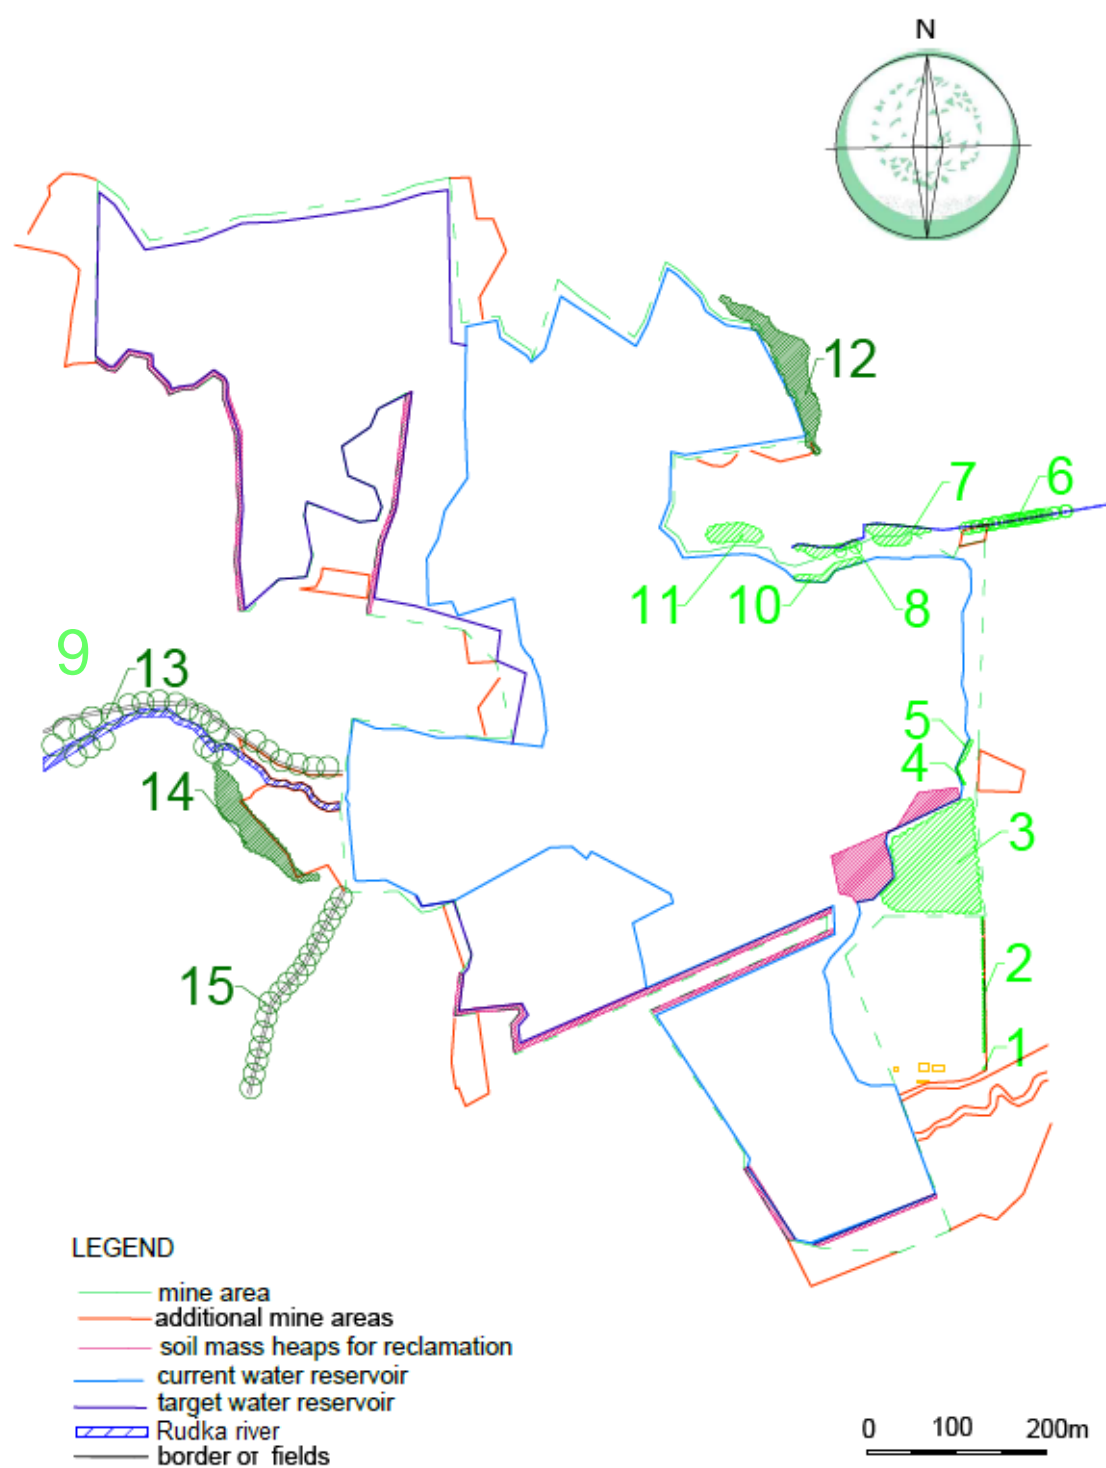 N
12
6
7
11
10
8
9
13
5
4
14
3
15
2
1
LEGEND
mine area
additional mine areas
soil mass heaps for reclamation
current water reservoir
target water reservoir
Rudka river
border or fields
0 100 200m